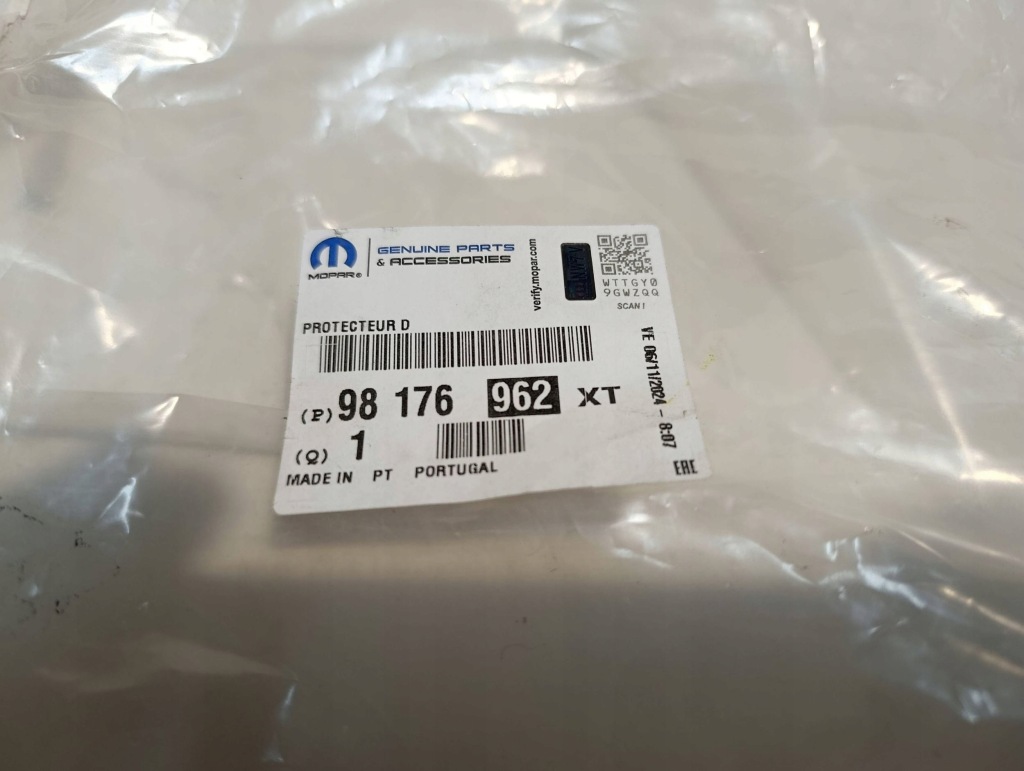 MOPAR®
GENUINE PARTS
& ACCESSORIES
verify.mopar.com
WTTGY0
9GWZQQ
SCAN !
PROTECTEUR D
(P) 98 176 962 XT
(Q) 1
MADE IN PT PORTUGAL
VE 06/11/2024 - 8:07
EAC